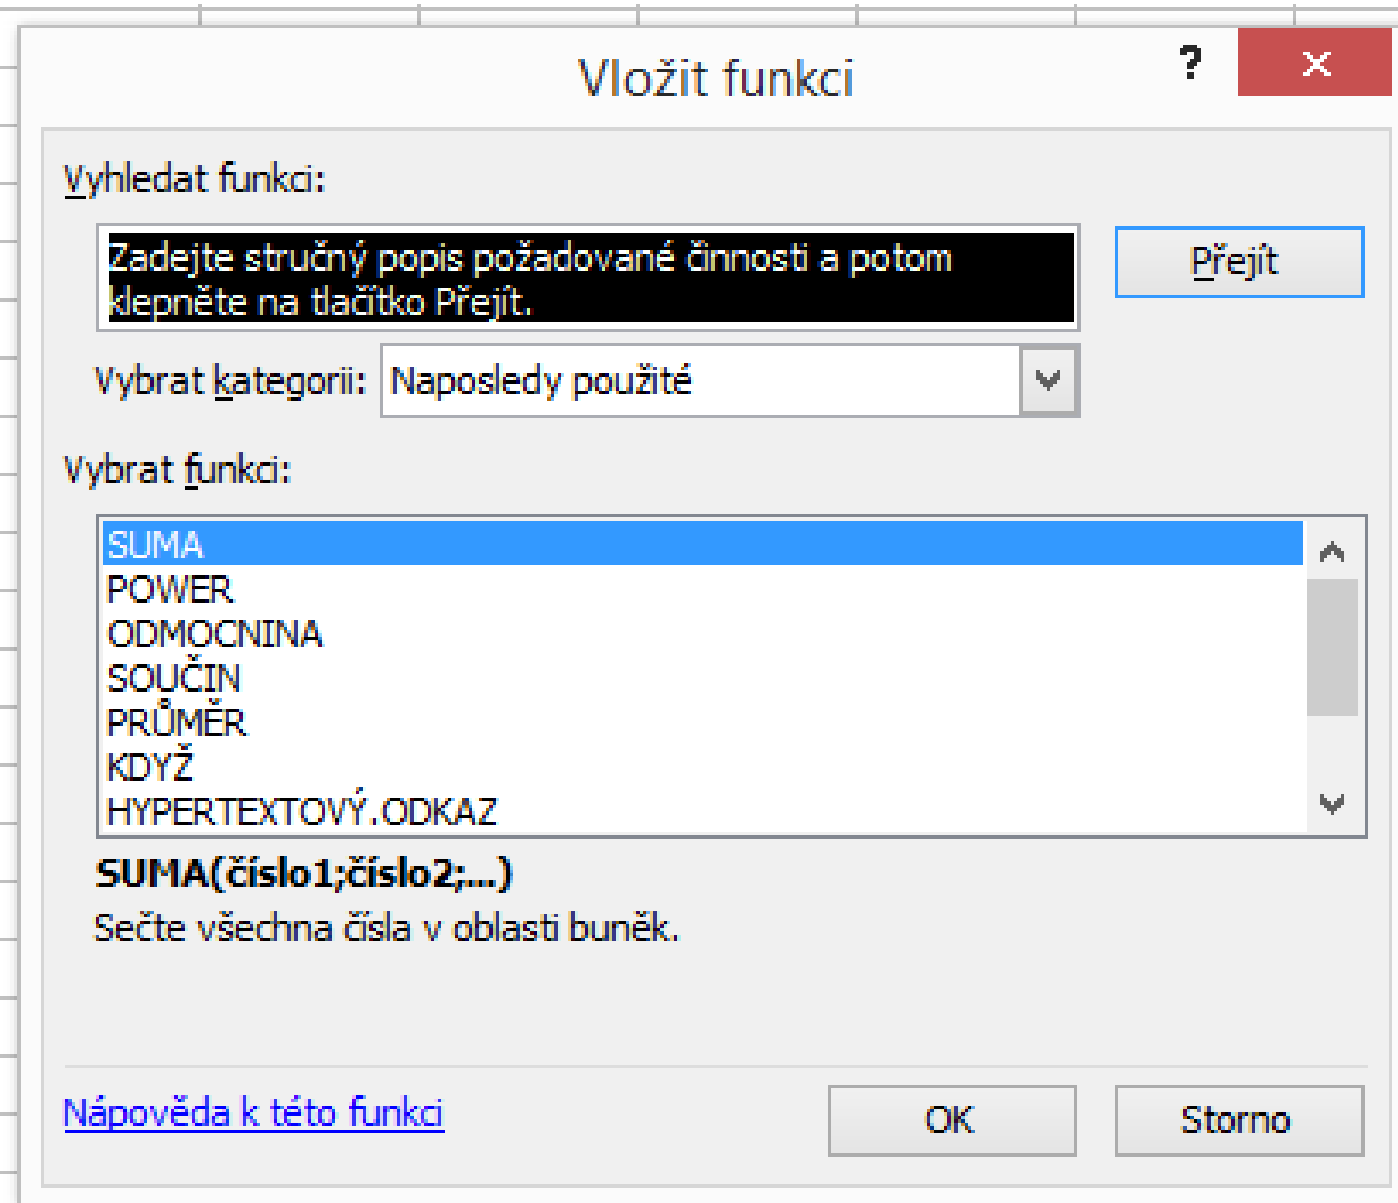 Vložit funkci
?
Vyhledat funkci:
Zadejte stručný popis požadované činnosti a potom
klepněte na tlačítko Přejít.
Přejít
Vybrat kategorii: Naposledy použité
Vybrat funkci:
SUMA
POWER
ODMOCNINA
SOUČIN
PRŮMĚR
KDYŽ
HYPERTEXTOVÝ.ODKAZ
SUMA(číslo1;číslo2;...)
Sečte všechna čísla v oblasti buněk.
Nápověda k této funkci
OK
Storno